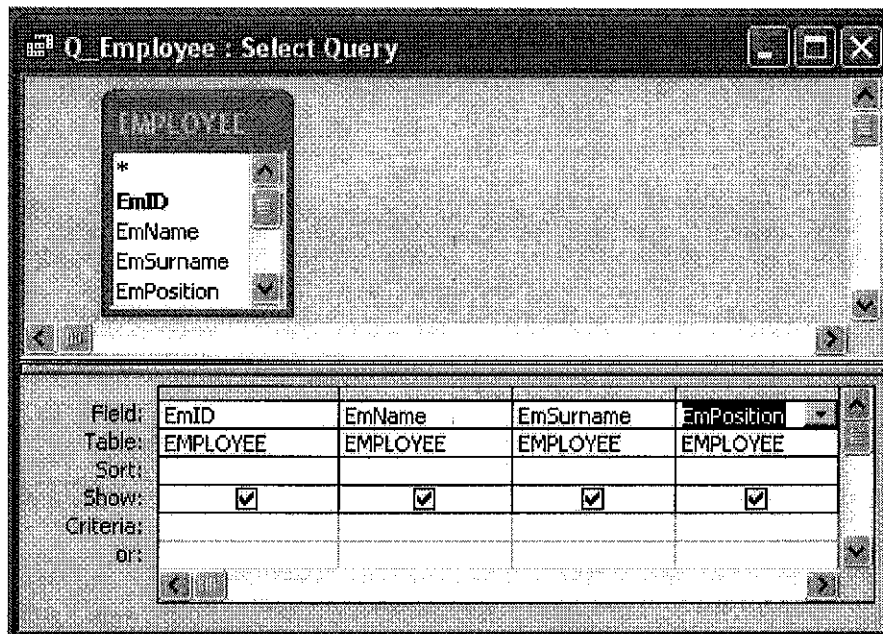 Q_Employee : Select Query
EMPLOYEE
*
EmID
EmName
EmSurname
EmPosition
Field: EmID EmName EmSurname EmPosition
Table: EMPLOYEE EMPLOYEE EMPLOYEE EMPLOYEE
Sort:
Show:
Criteria:
or: